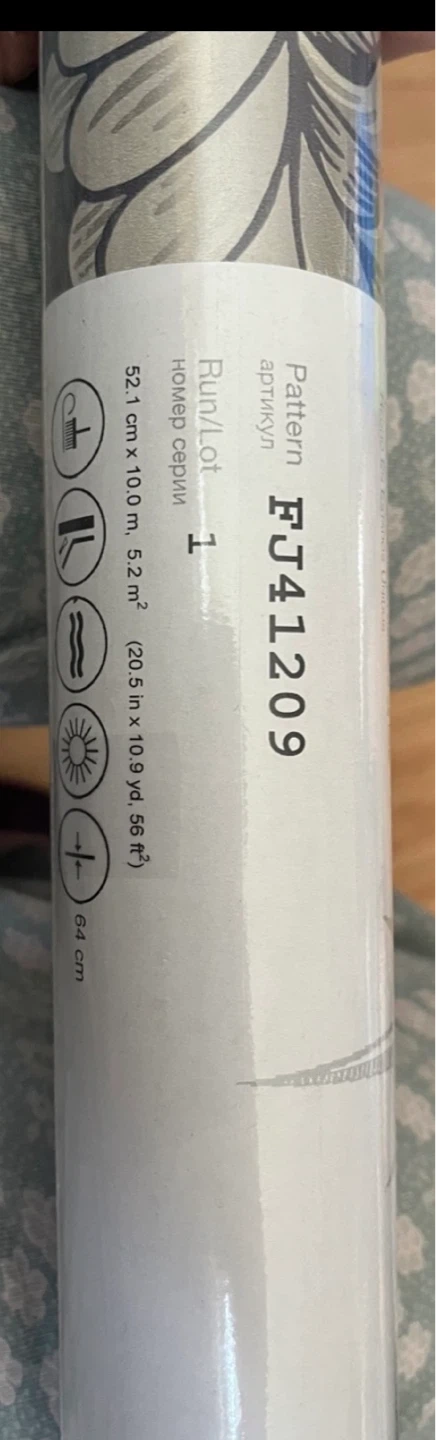 Pattern FJ41209
артикул
Run/Lot 1
номер серии
52.1 cm x 10.0 m, 5.2 m² (20.5 in x 10.9 yd, 56 ft²)
64 cm